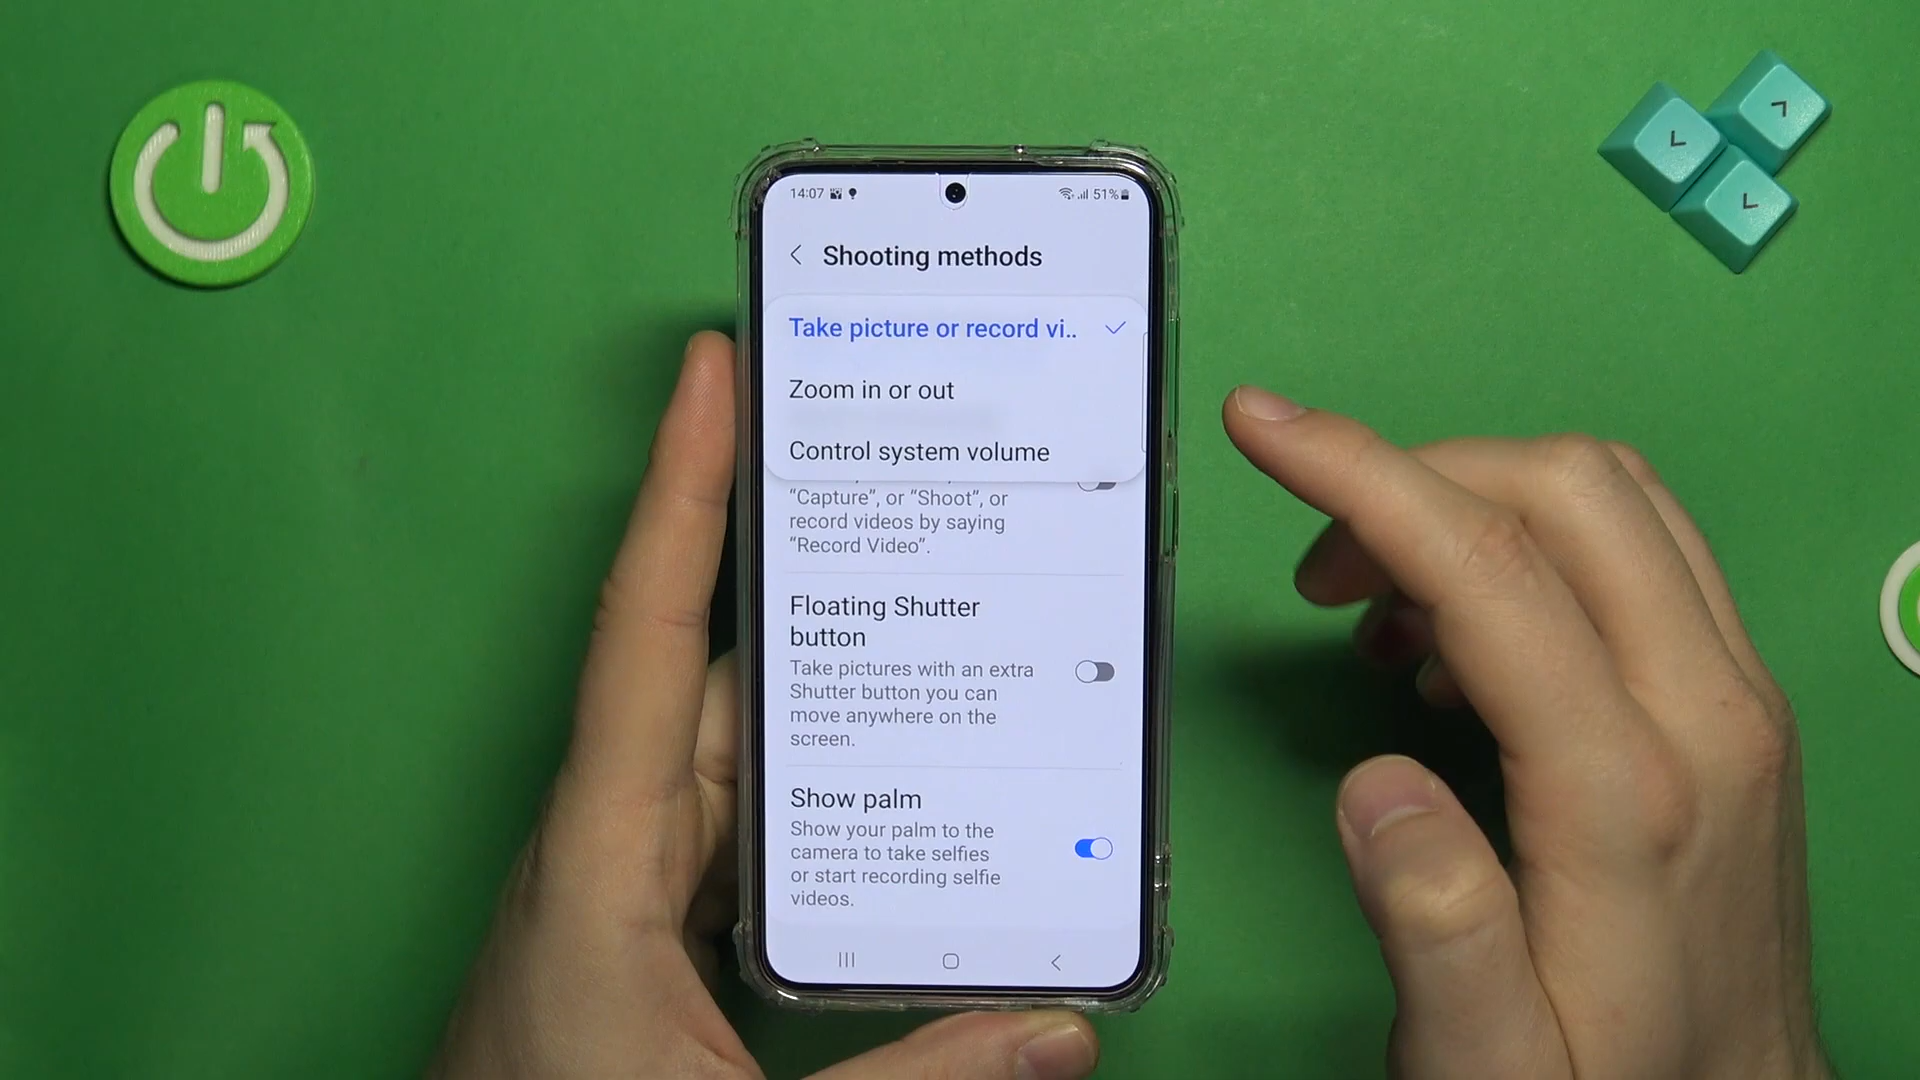 14:07
51%
Shooting methods
Take picture or record vi..
Zoom in or out
Control system volume
“Capture”, or “Shoot”, or
record videos by saying
“Record Video”.
Floating Shutter
button
Take pictures with an extra
Shutter button you can
move anywhere on the
screen.
Show palm
Show your palm to the
camera to take selfies
or start recording selfie
videos.